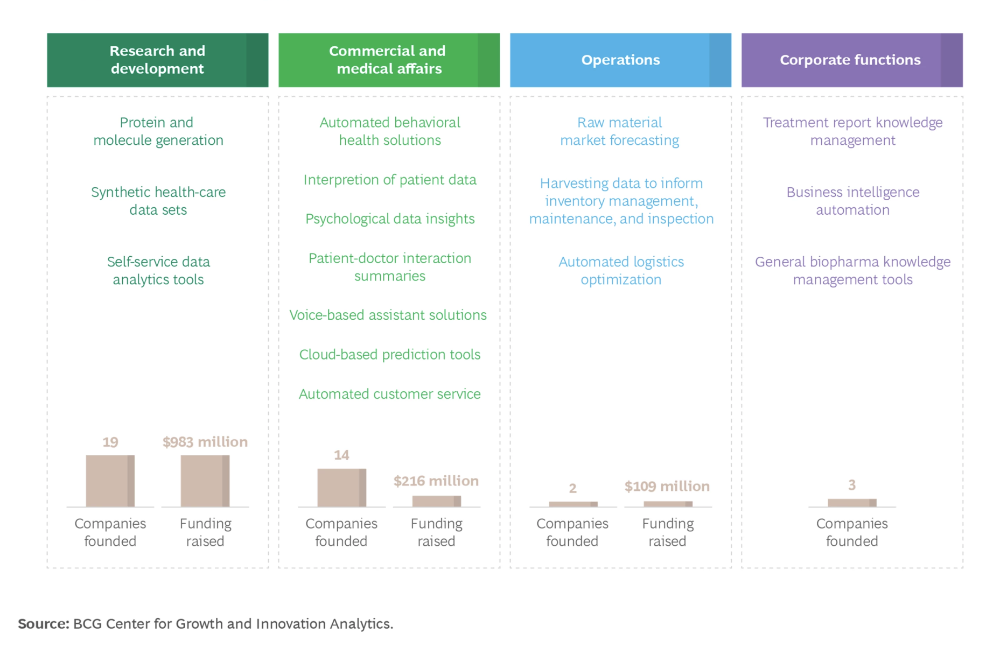 Research and
development
Protein and
molecule generation
Synthetic health-care
data sets
Self-service data
analytics tools
19
$983 million
Companies
founded
Funding
raised
Commercial and
medical affairs
Automated behavioral
health solutions
Interpretion of patient data
Psychological data insights
Patient-doctor interaction
summaries
Voice-based assistant solutions
Cloud-based prediction tools
Automated customer service
14
$216 million
Companies
founded
Funding
raised
Operations
Raw material
market forecasting
Harvesting data to inform
inventory management,
maintenance, and inspection
Automated logistics
optimization
2
$109 million
Companies
founded
Funding
raised
Corporate functions
Treatment report knowledge
management
Business intelligence
automation
General biopharma knowledge
management tools
3
Companies
founded
Source: BCG Center for Growth and Innovation Analytics.